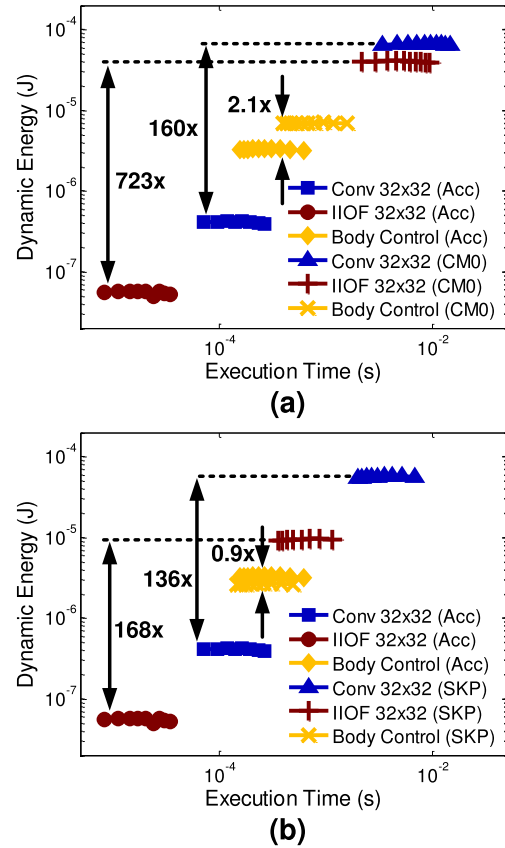 10^-4
10^-5
10^-6
10^-7
Dynamic Energy (J)
160x
723x
2.1x
Conv 32x32 (Acc)
IIOF 32x32 (Acc)
Body Control (Acc)
Conv 32x32 (CM0)
IIOF 32x32 (CM0)
Body Control (CM0)
10^-4
10^-2
Execution Time (s)
(a)
10^-4
10^-5
10^-6
10^-7
Dynamic Energy (J)
136x
168x
0.9x
Conv 32x32 (Acc)
IIOF 32x32 (Acc)
Body Control (Acc)
Conv 32x32 (SKP)
IIOF 32x32 (SKP)
Body Control (SKP)
10^-4
10^-2
Execution Time (s)
(b)